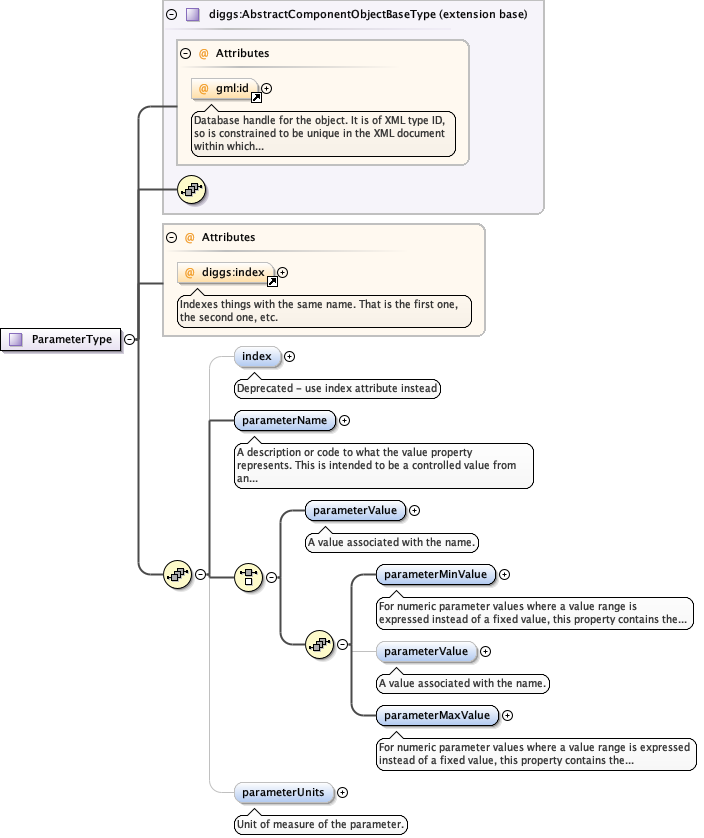 diggs:AbstractComponentObjectBaseType (extension base)
@ Attributes
@ gml:id
Database handle for the object. It is of XML type ID,
so is constrained to be unique in the XML document
within which...
@ Attributes
@ diggs:index
Indexes things with the same name. That is the first one,
the second one, etc.
ParameterType
index
Deprecated - use index attribute instead
parameterName
A description or code to what the value property
represents. This is intended to be a controlled value from
an...
parameterValue
A value associated with the name.
parameterMinValue
For numeric parameter values where a value range is
expressed instead of a fixed value, this property contains the...
parameterValue
A value associated with the name.
parameterMaxValue
For numeric parameter values where a value range is expressed
instead of a fixed value, this property contains the...
parameterUnits
Unit of measure of the parameter.